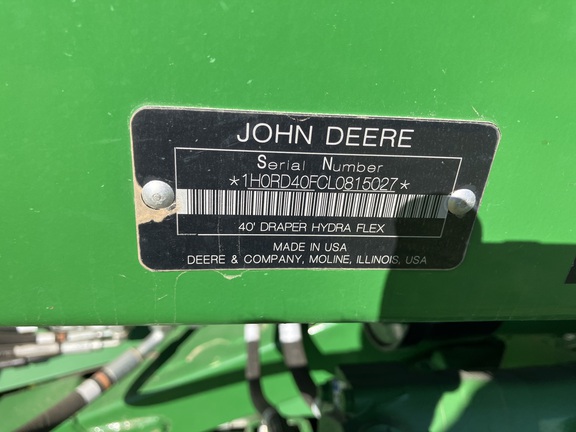 JOHN DEERE
Serial Number
*1H0RD40FCL0815027*
40' DRAPER HYDRA FLEX
MADE IN USA
DEERE & COMPANY, MOLINE, ILLINOIS, USA